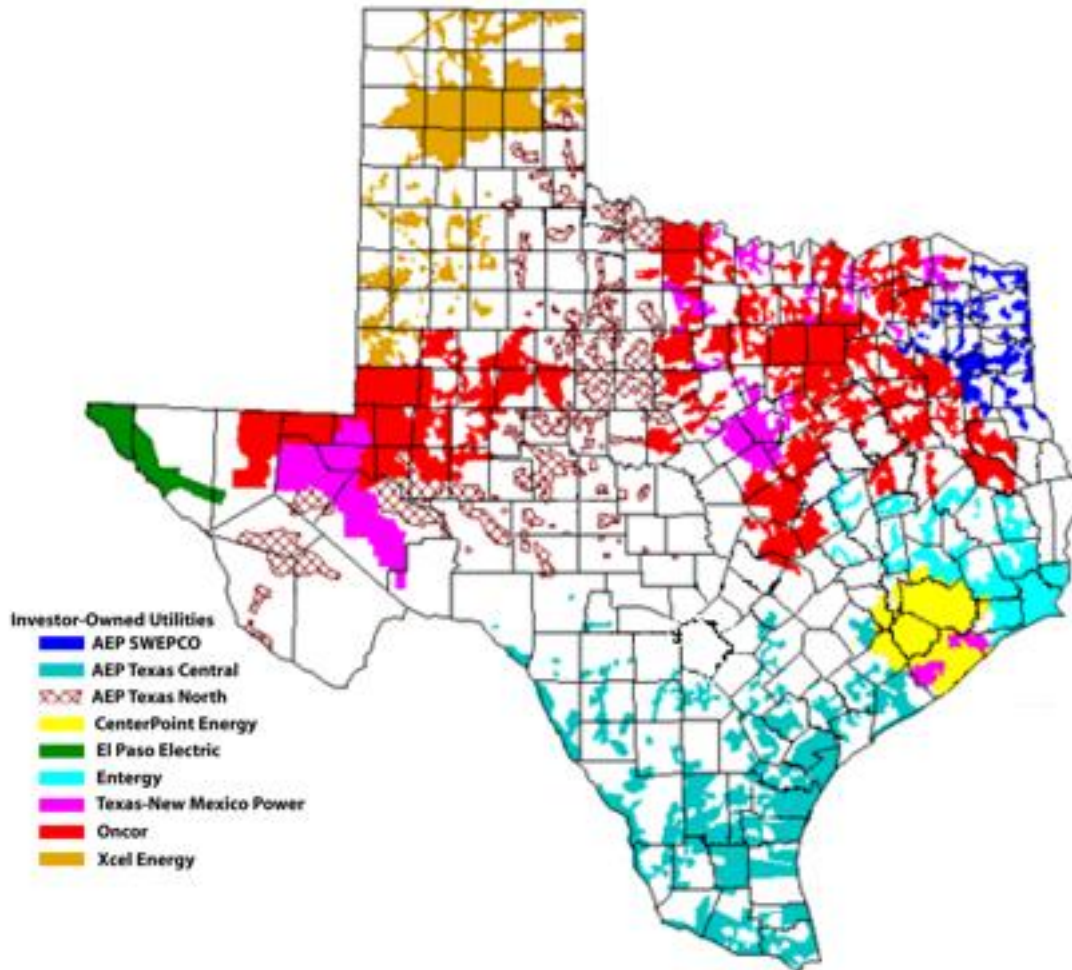 Investor-Owned Utilities
AEP SWEPCO
AEP Texas Central
AEP Texas North
CenterPoint Energy
El Paso Electric
Entergy
Texas-New Mexico Power
Oncor
Xcel Energy